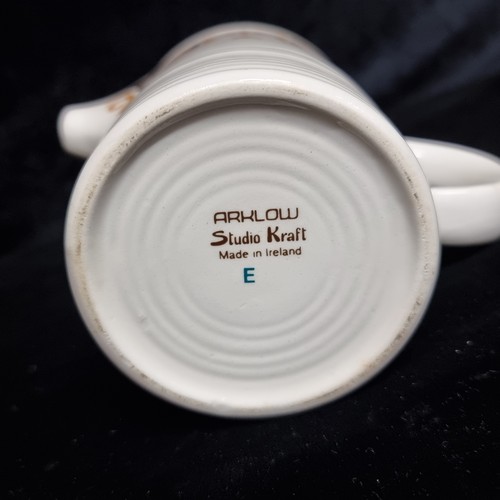 ARKLOW
Studio Kraft
Made in Ireland
E